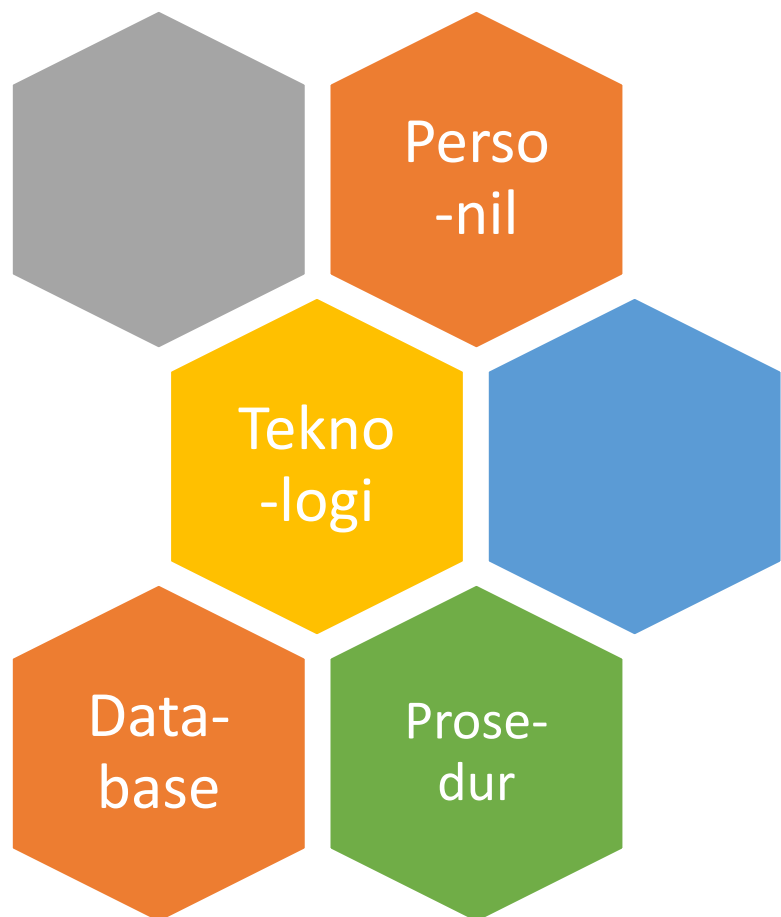 Perso
-nil
Tekno
-logi
Data-
base
Prose-
dur